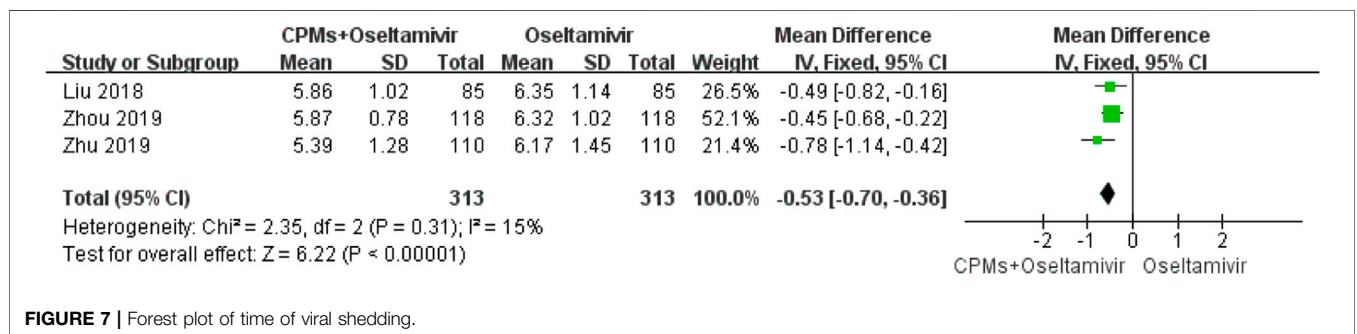 CPMs+Oseltamivir Oseltamivir Mean Difference Mean Difference
Study or Subgroup Mean SD Total Mean SD Total Weight IV, Fixed, 95% CI IV, Fixed, 95% CI
Liu 2018 5.86 1.02 85 6.35 1.14 85 26.5% -0.49 [-0.82, -0.16]
Zhou 2019 5.87 0.78 118 6.32 1.02 118 52.1% -0.45 [-0.68, -0.22]
Zhu 2019 5.39 1.28 110 6.17 1.45 110 21.4% -0.78 [-1.14, -0.42]
Total (95% CI) 313 313 100.0% -0.53 [-0.70, -0.36]
Heterogeneity: Chi² = 2.35, df = 2 (P = 0.31); I² = 15%
Test for overall effect: Z = 6.22 (P < 0.00001)
-2 -1 0 1 2
CPMs+Oseltamivir Oseltamivir
FIGURE 7 | Forest plot of time of viral shedding.